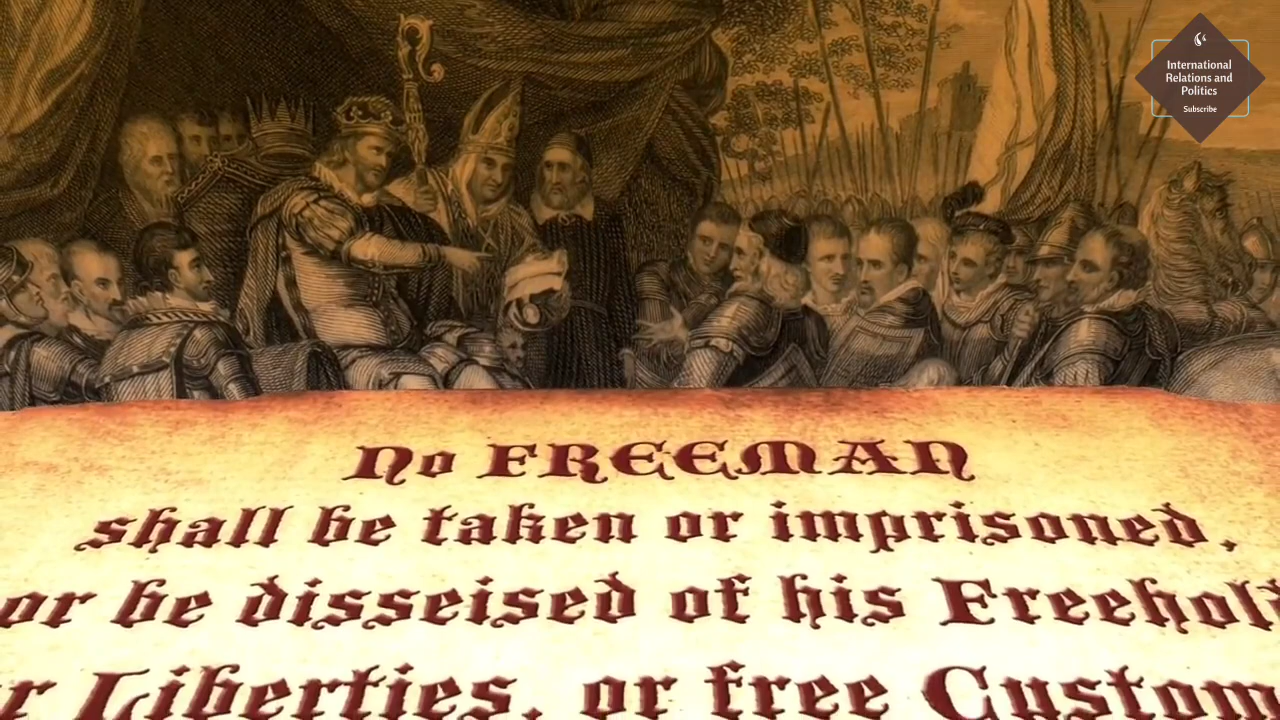 International
Relations and
Politics
Subscribe
No FREEMAN
shall be taken or imprisoned,
or be disseised of his Freehol
r Liberties, or free Custom